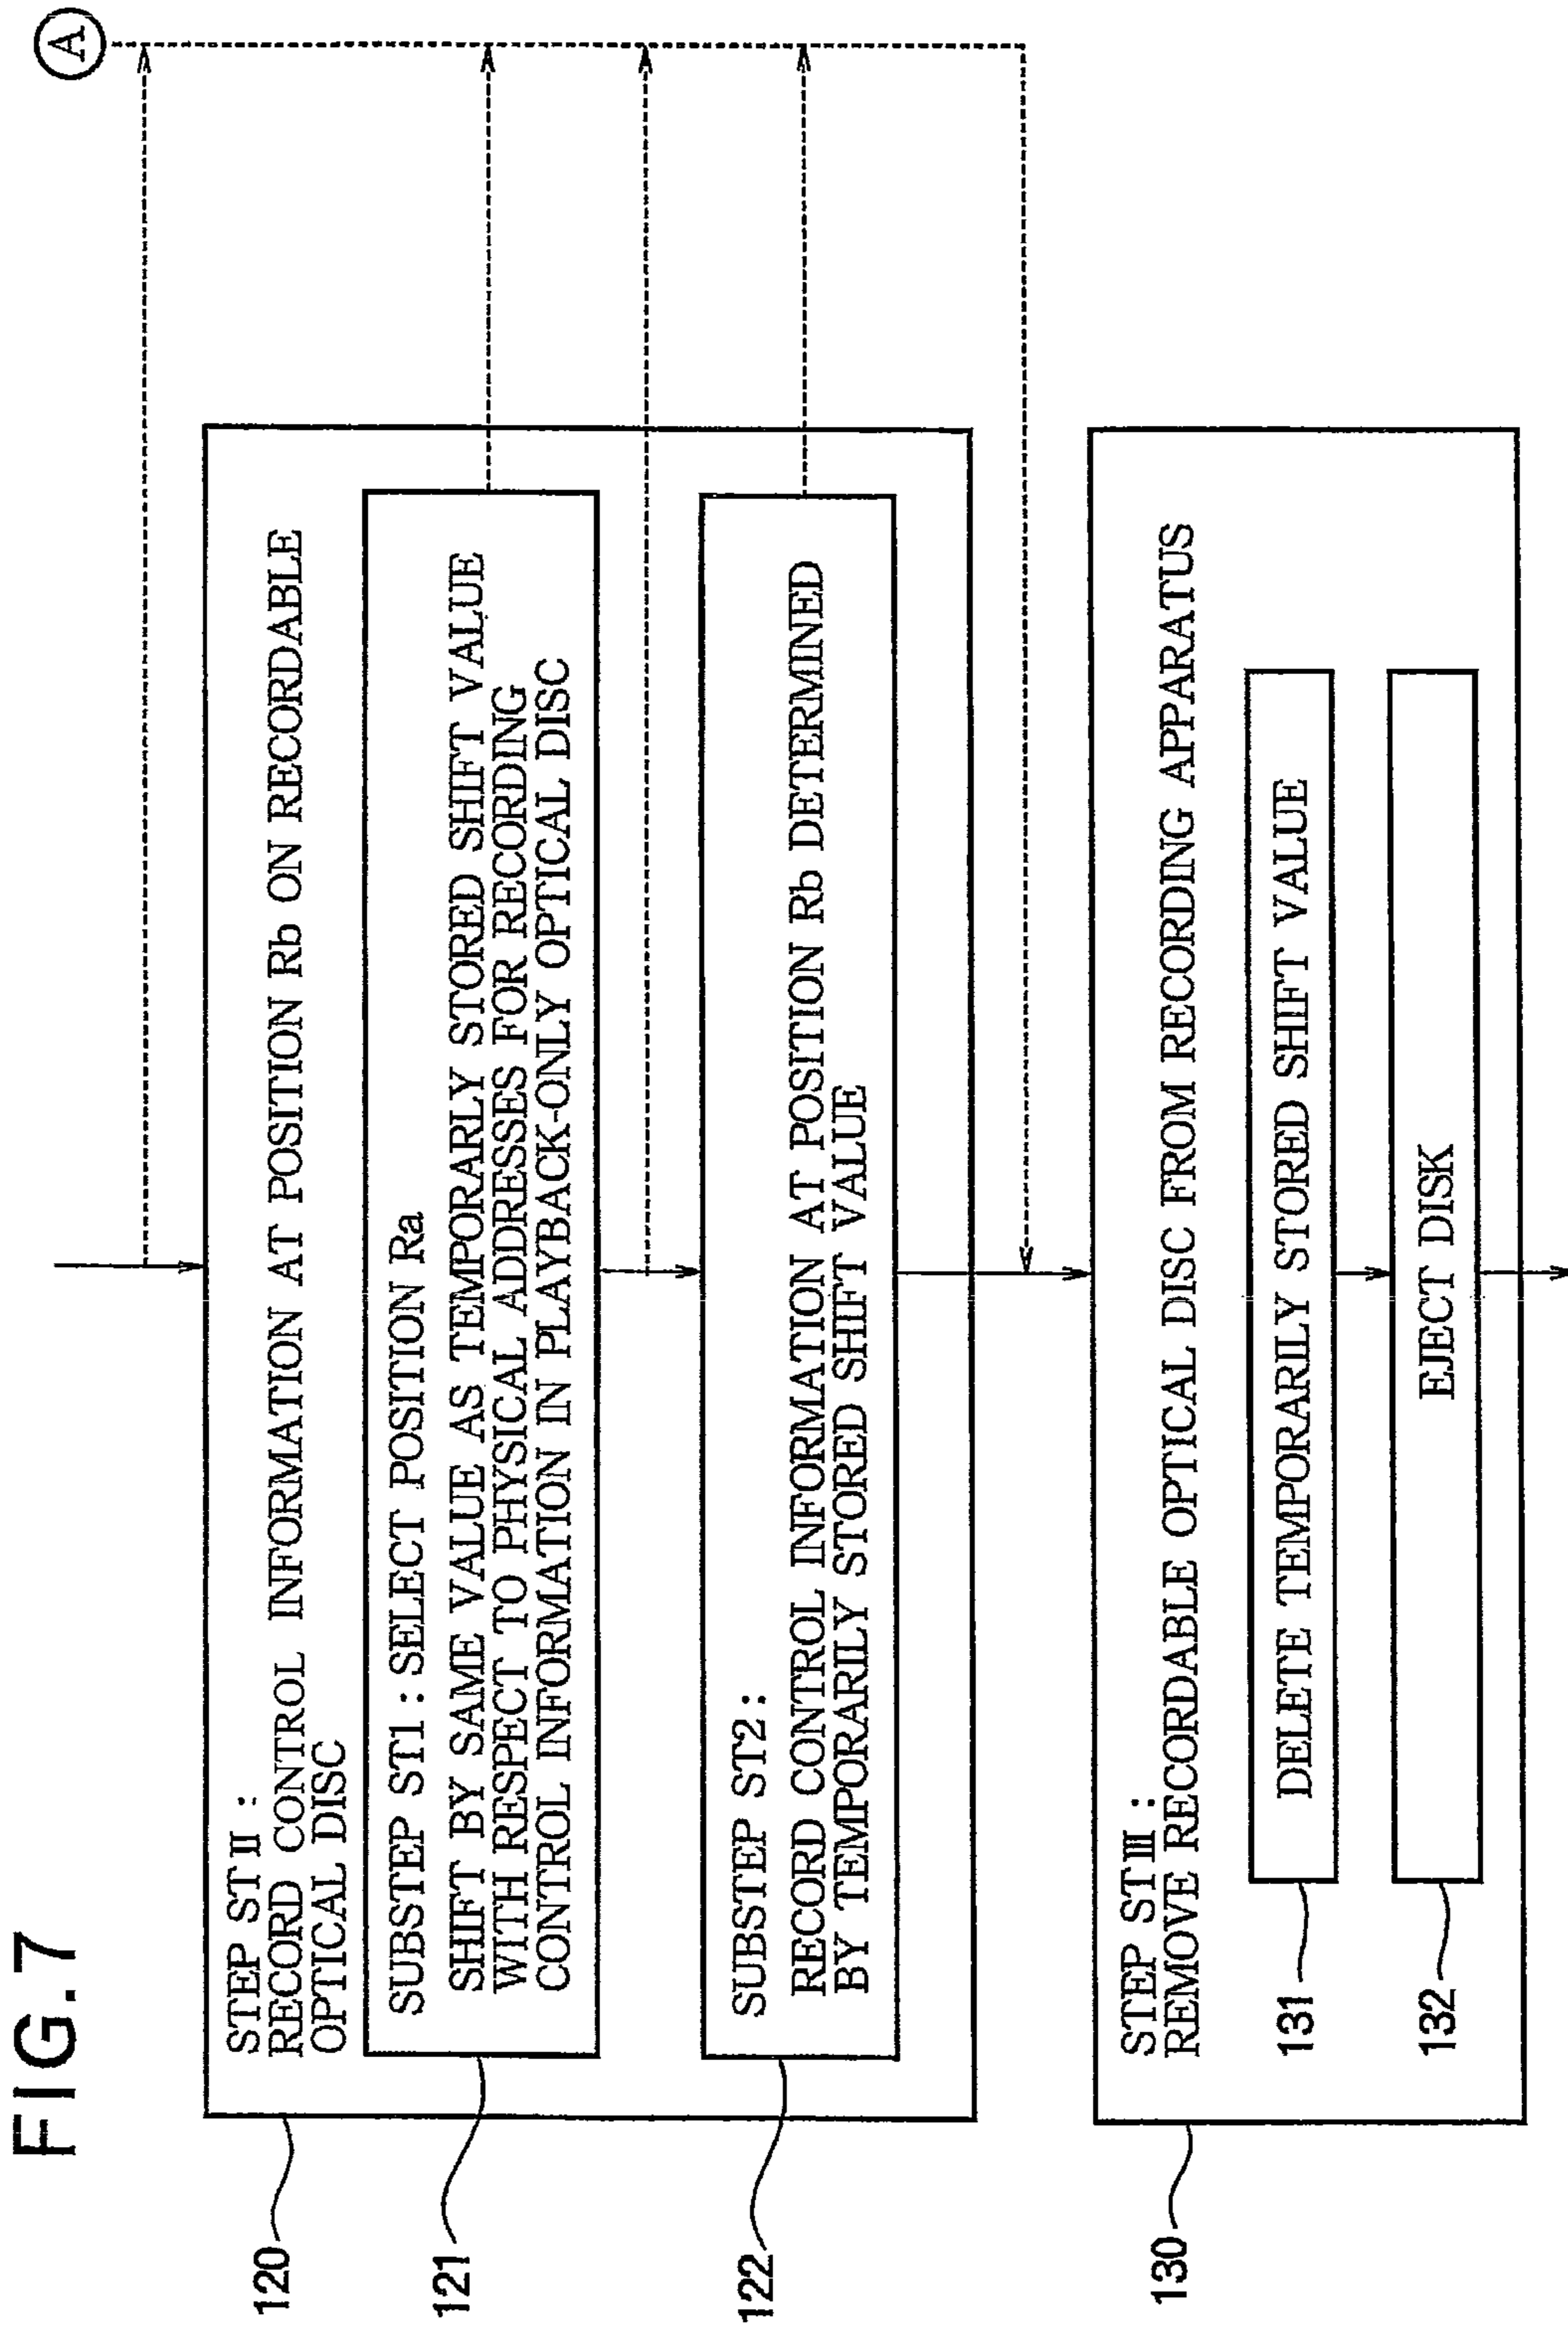 FIG.7
A
STEP ST II :
RECORD CONTROL INFORMATION AT POSITION Rb ON RECORDABLE
OPTICAL DISC
120
SUBSTEP ST1 : SELECT POSITION Ra
SHIFT BY SAME VALUE AS TEMPORARILY STORED SHIFT VALUE
WITH RESPECT TO PHYSICAL ADDRESSES FOR RECORDING
CONTROL INFORMATION IN PLAYBACK-ONLY OPTICAL DISC
121
SUBSTEP ST2 :
RECORD CONTROL INFORMATION AT POSITION Rb DETERMINED
BY TEMPORARILY STORED SHIFT VALUE
122
STEP ST III :
REMOVE RECORDABLE OPTICAL DISC FROM RECORDING APPARATUS
130
DELETE TEMPORARILY STORED SHIFT VALUE
131
EJECT DISK
132